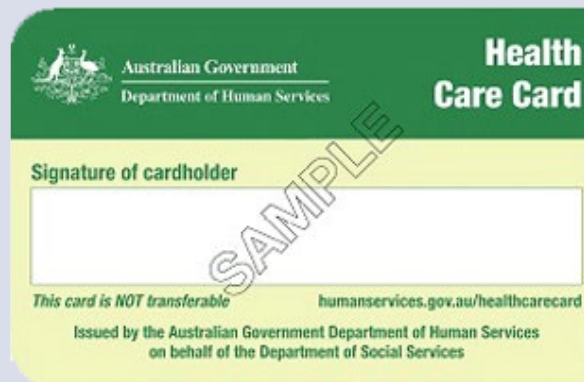 Australian Government
Department of Human Services
Health
Care Card
Signature of cardholder
SAMPLE
This card is NOT transferable
humanservices.gov.au/healthcarecard
Issued by the Australian Government Department of Human Services
on behalf of the Department of Social Services